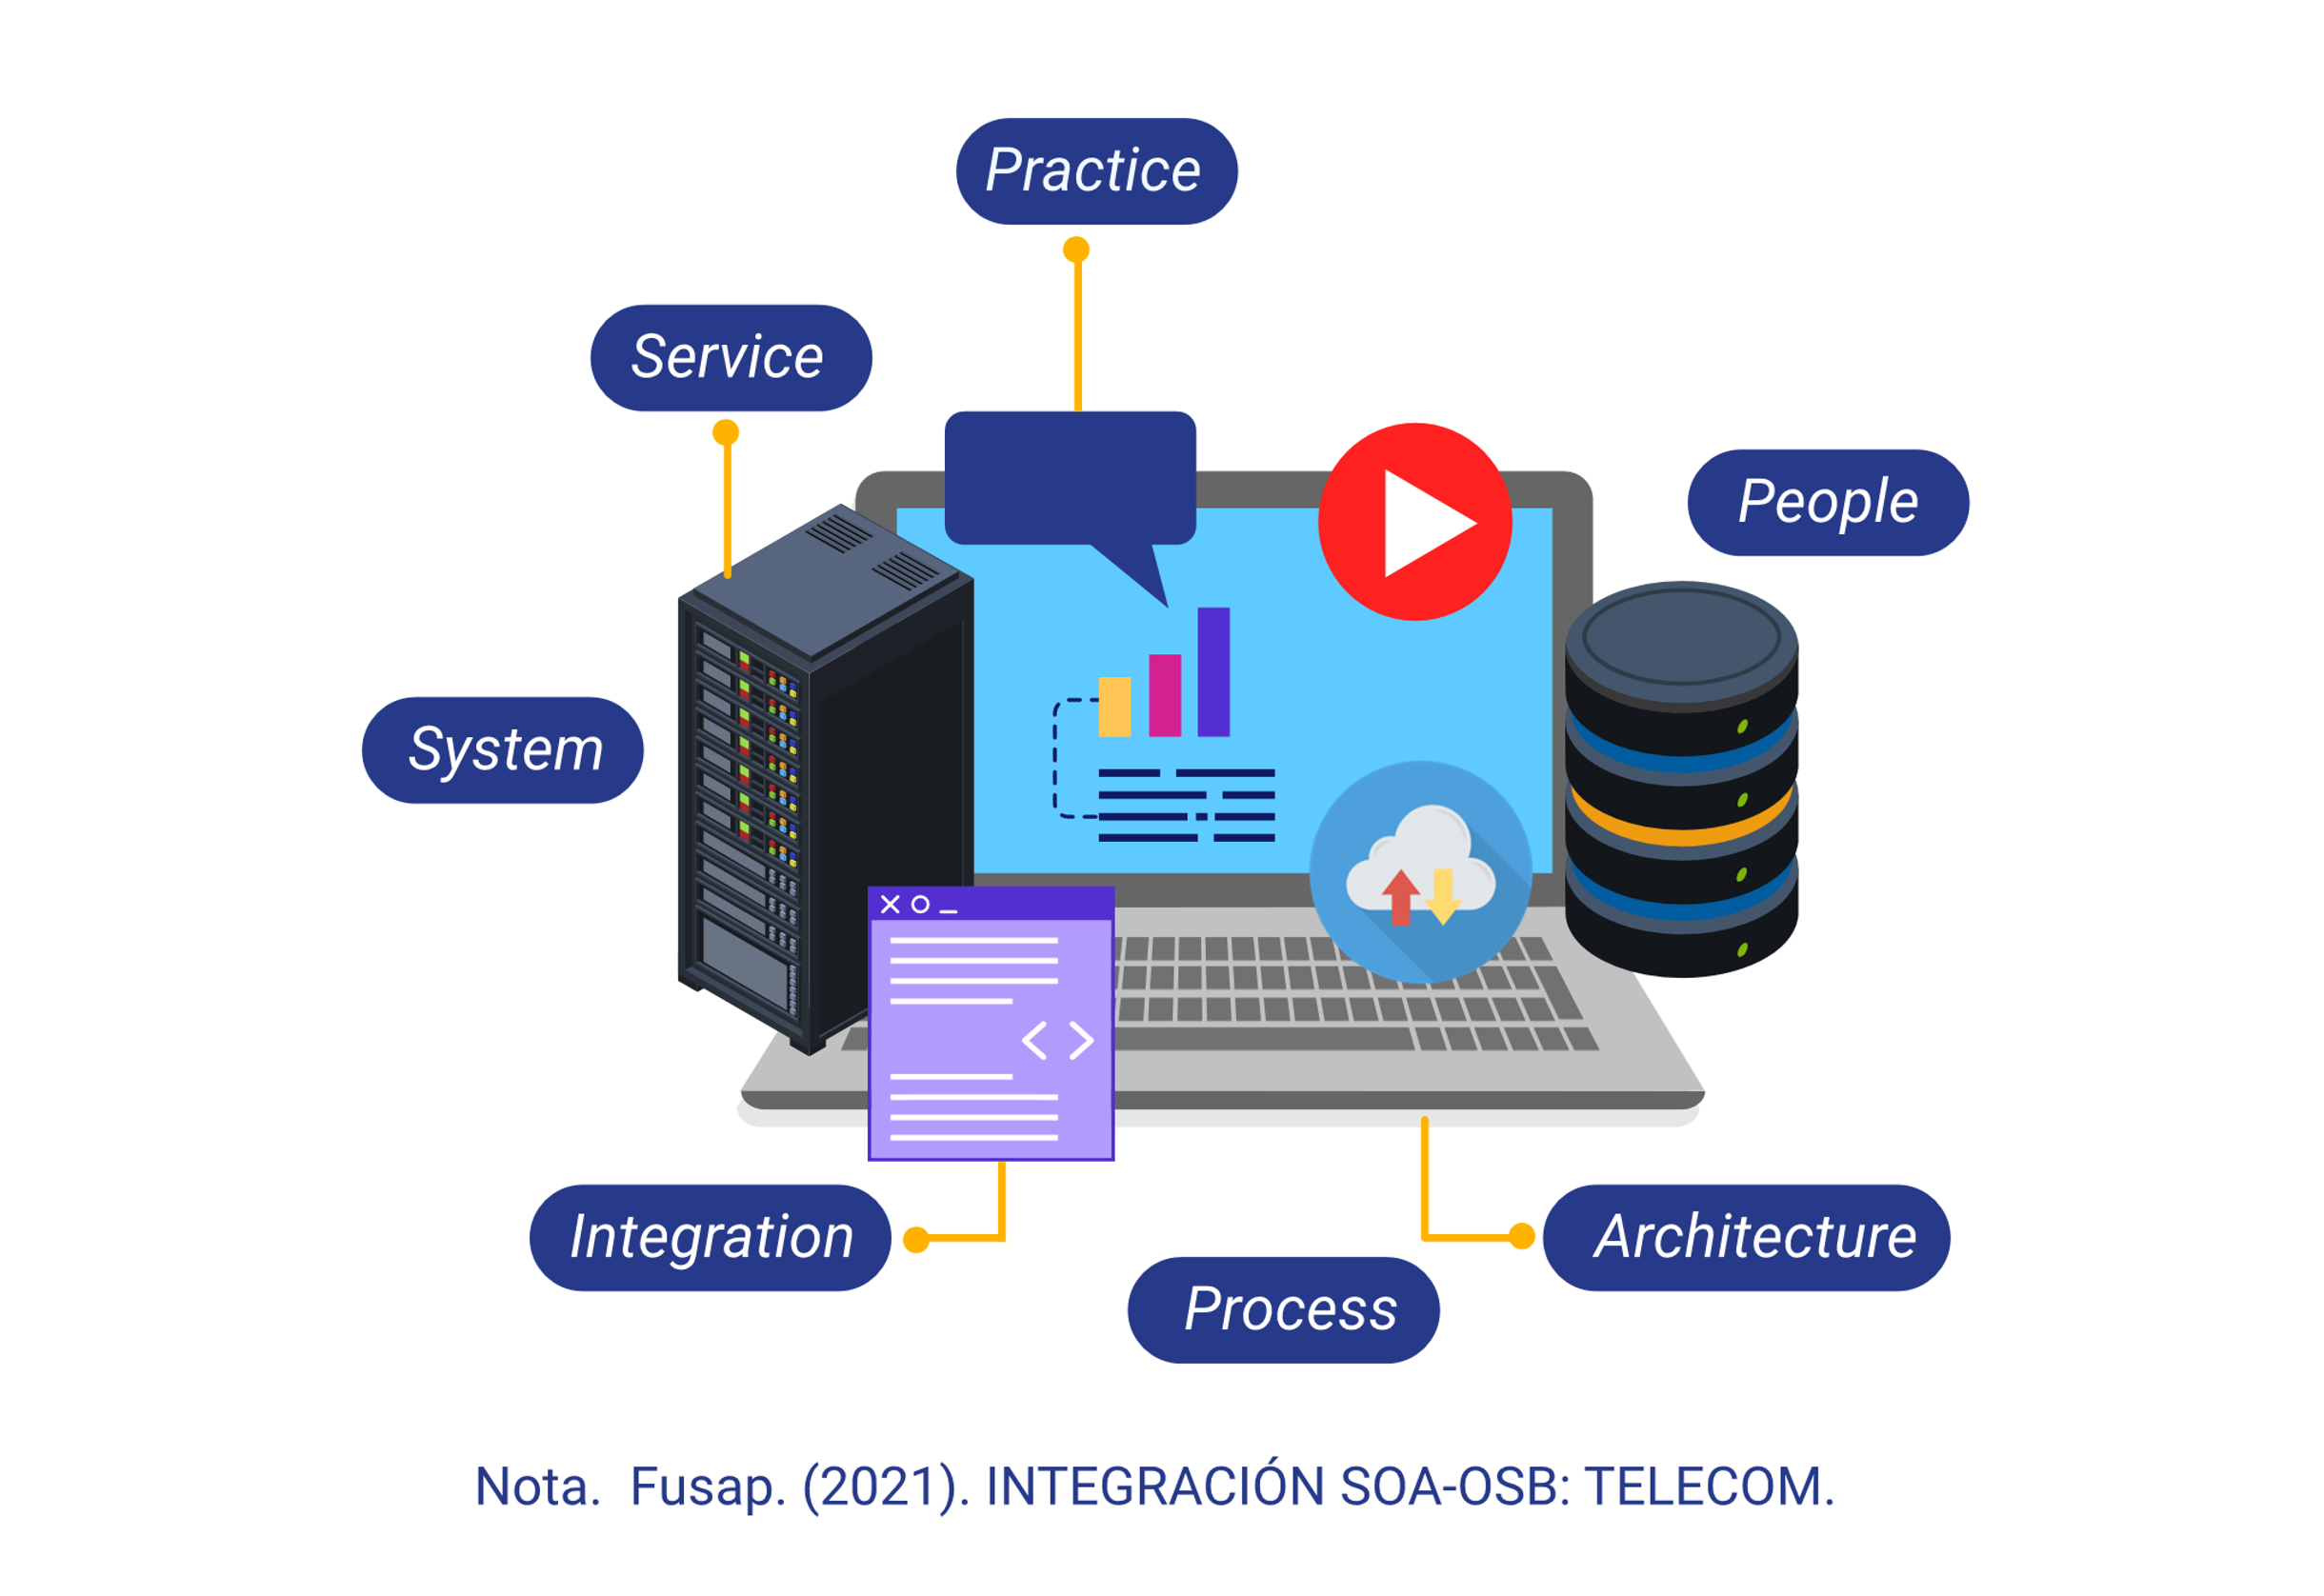 Practice
Service
People
System
Integration
Architecture
Process
Nota. Fusap. (2021). INTEGRACIÓN SOA-OSB: TELECOM.